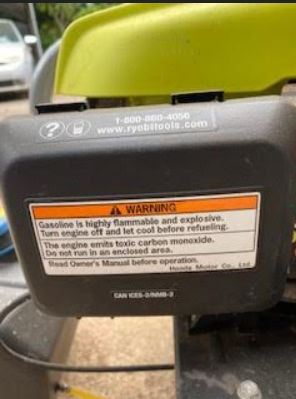 1-800-860-4050
www.ryobitools.com
WARNING
Gasoline is highly flammable and explosive.
Turn engine off and let cool before refueling.
The engine emits toxic carbon monoxide.
Do not run in an enclosed area.
Read Owner's Manual before operation.
Honda Motor Co., Ltd.
CAN ICES-2/NMB-2